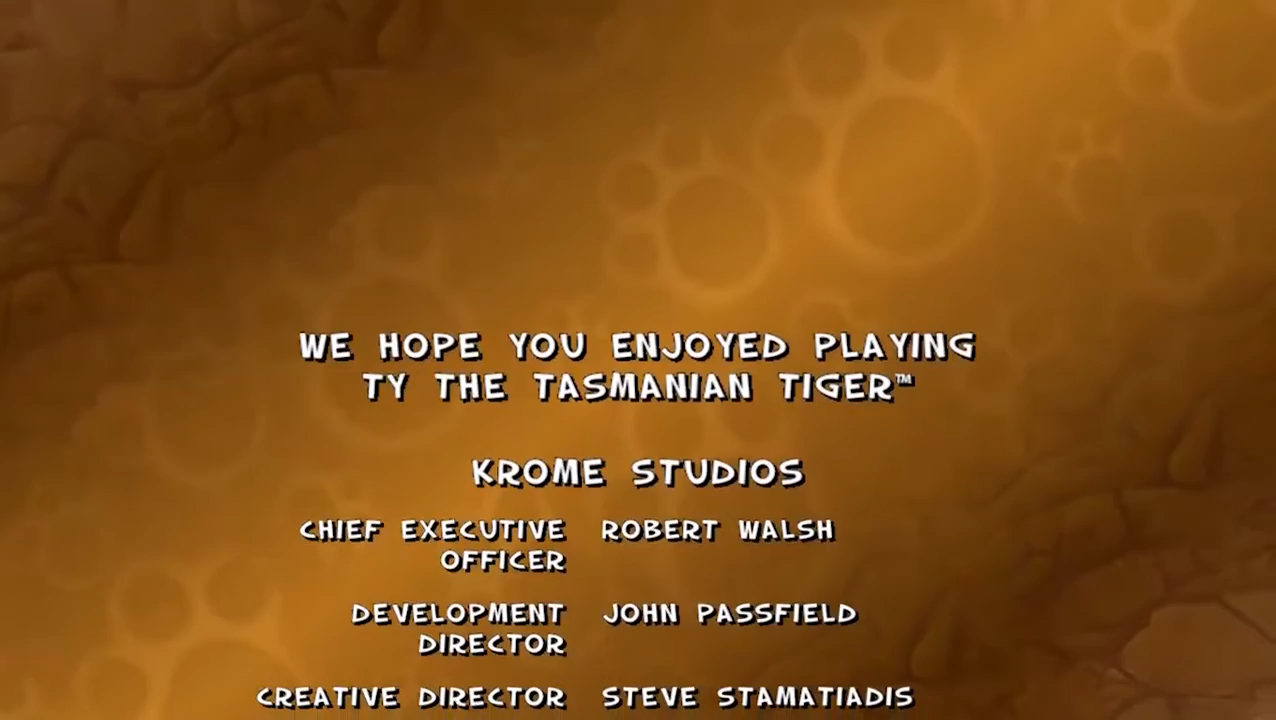 WE HOPE YOU ENJOYED PLAYING
TY THE TASMANIAN TIGER™
KROME STUDIOS
CHIEF EXECUTIVE OFFICER ROBERT WALSH
DEVELOPMENT DIRECTOR JOHN PASSFIELD
CREATIVE DIRECTOR STEVE STAMATIADIS